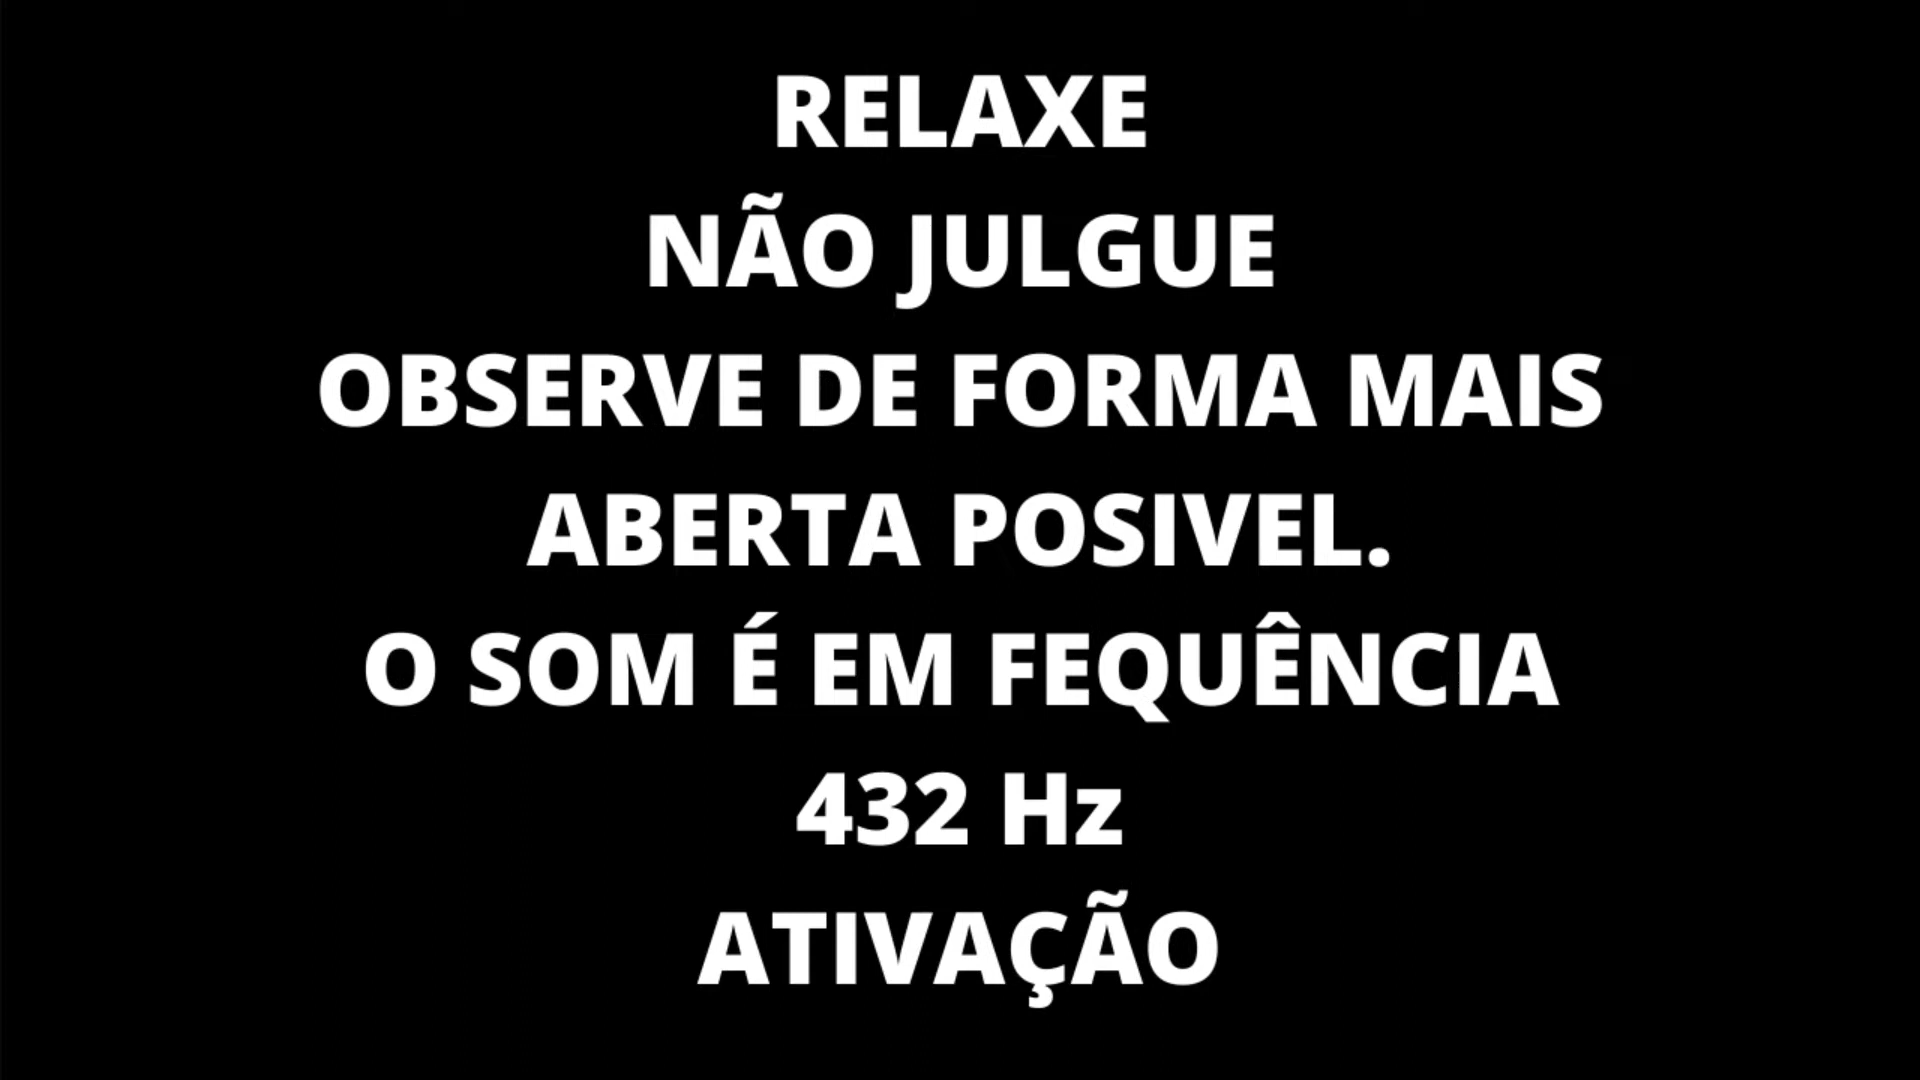 RELAXE
NÃO JULGUE
OBSERVE DE FORMA MAIS
ABERTA POSIVEL.
O SOM É EM FEQUÊNCIA
432 Hz
ATIVAÇÃO